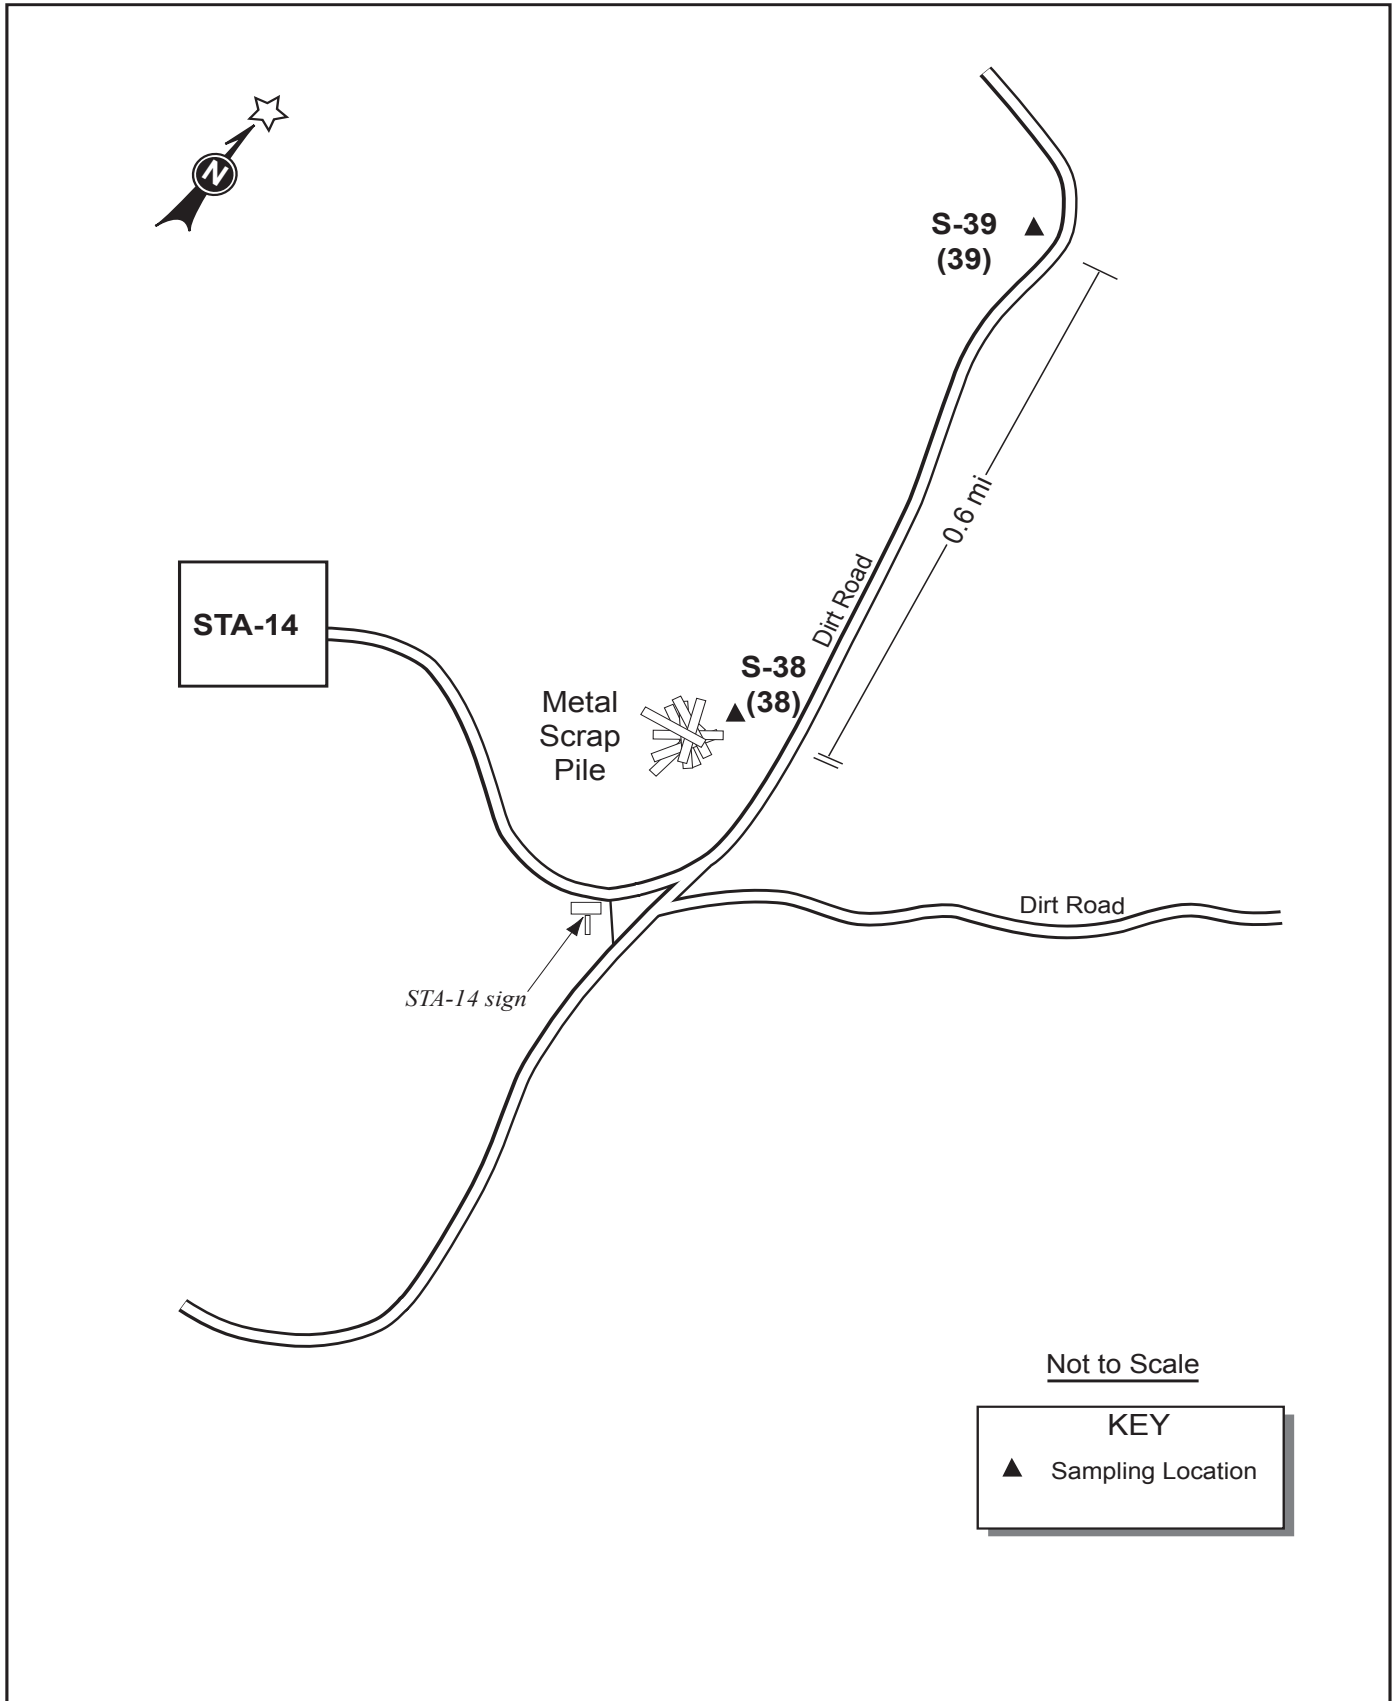 N
S-39
(39)
0.6 mi
Dirt Road
STA-14
S-38
(38)
Metal
Scrap
Pile
Dirt Road
STA-14 sign
Not to Scale
KEY
Sampling Location